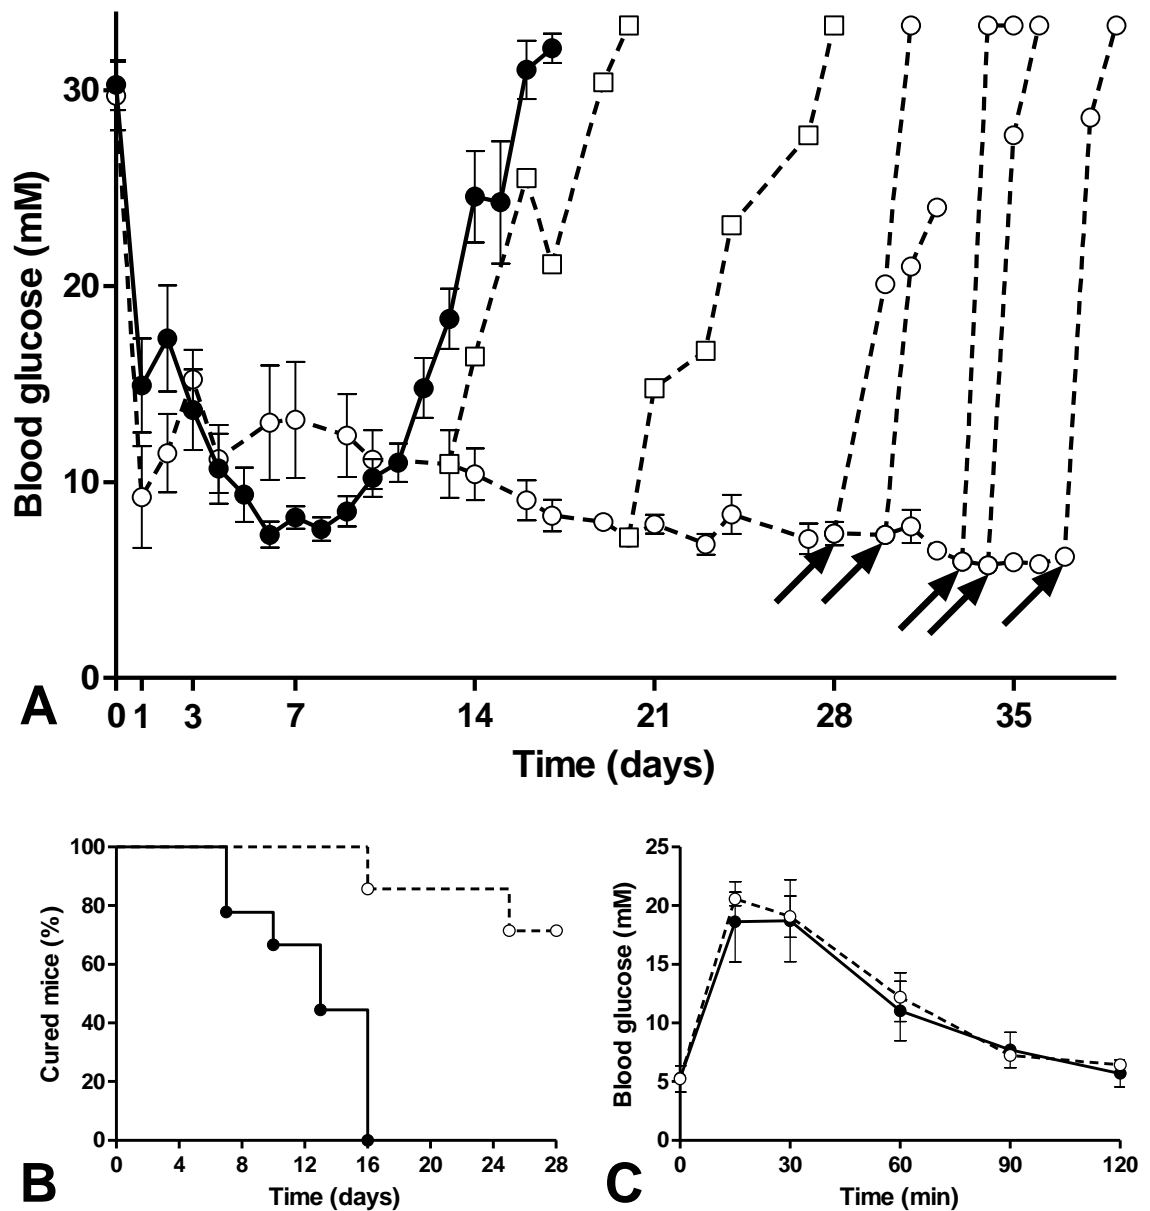 30
20
10
0
Blood glucose (mM)
0 1 3 7 14 21 28 35
Time (days)
A
100
80
60
40
20
0
Cured mice (%)
0 4 8 12 16 20 24 28
Time (days)
B
25
20
15
10
5
0
Blood glucose (mM)
0 30 60 90 120
Time (min)
C